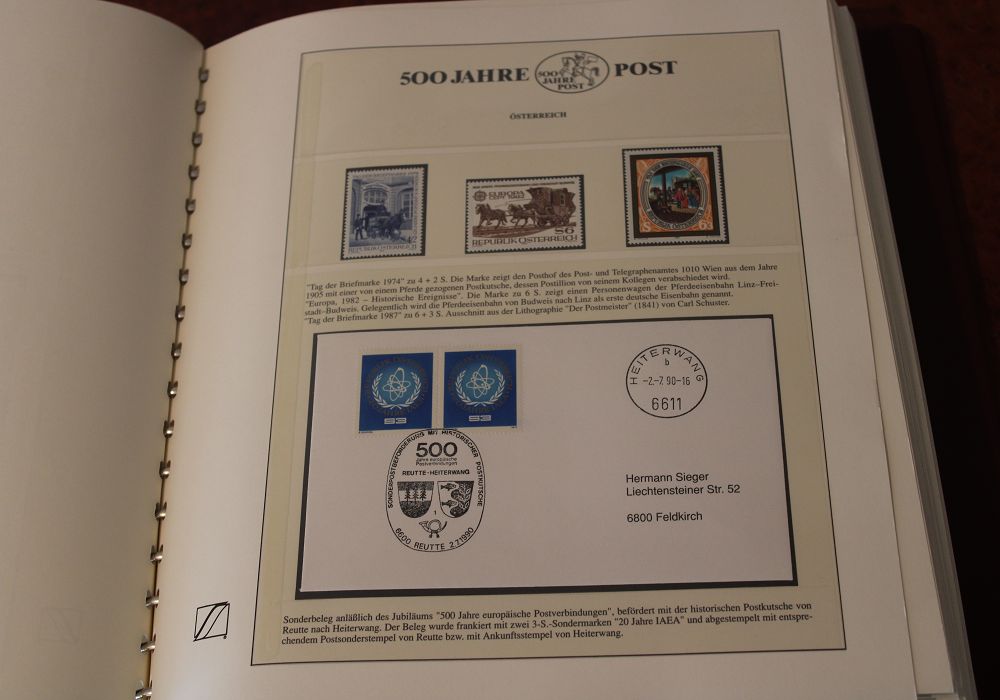 500 JAHRE POST
500
JAHRE
POST
ÖSTERREICH
REPUBLIK ÖSTERREICH
EUROPA
CEPT 1982
S6
REPUBLIK ÖSTERREICH
"Tag der Briefmarke 1974" zu 4 + 2 S. Die Marke zeigt den Posthof des Post- und Telegraphenamtes 1010 Wien aus dem Jahre
1905 mit einer von einem Pferde gezogenen Postkutsche, dessen Postillion von seinem Kollegen verabschiedet wird.
"Europa, 1982 – Historische Ereignisse". Die Marke zu 6 S. zeigt einen Personenwagen der Pferdeeisenbahn Linz–Frei-
stadt–Budweis. Gelegentlich wird die Pferdeeisenbahn von Budweis nach Linz als erste deutsche Eisenbahn genannt.
"Tag der Briefmarke 1987" zu 6 + 3 S. Ausschnitt aus der Lithographie "Der Postmeister" (1841) von Carl Schuster.
S3
S3
HEITERWANG
b
-2.-7.90-16
6611
SONDERPOSTBEFÖRDERUNG MIT HISTORISCHER POSTKUTSCHE
500
Jahre europäische
Postverbindungen
REUTTE-HEITERWANG
1
6600 REUTTE 2.7.1990
Hermann Sieger
Liechtensteiner Str. 52
6800 Feldkirch
Sonderbeleg anläßlich des Jubiläums "500 Jahre europäische Postverbindungen", befördert mit der historischen Postkutsche von
Reutte nach Heiterwang. Der Beleg wurde frankiert mit zwei 3-S.-Sondermarken "20 Jahre IAEA" und abgestempelt mit entspre-
chendem Postsonderstempel von Reutte bzw. mit Ankunftsstempel von Heiterwang.